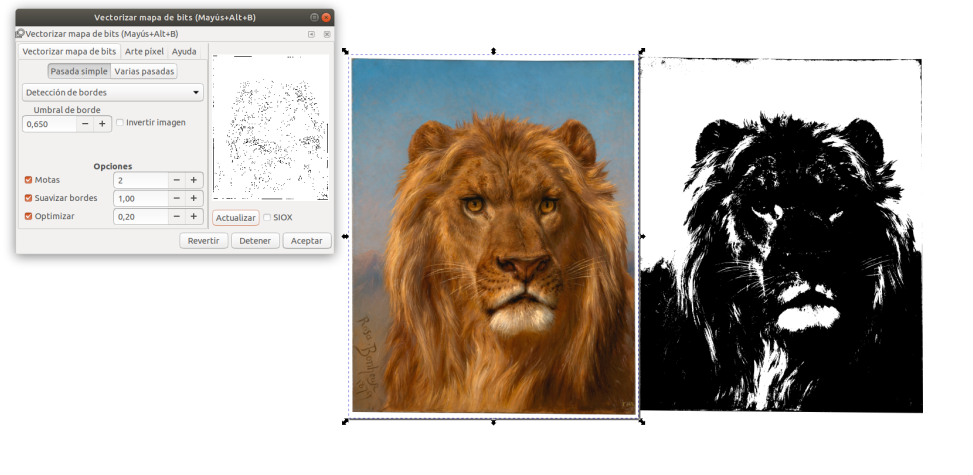 Vectorizar mapa de bits (Mayús+Alt+B)
Vectorizar mapa de bits (Mayús+Alt+B)
Vectorizar mapa de bits Arte píxel Ayuda
Pasada simple Varias pasadas
Detección de bordes
Umbral de borde
0,650 − + Invertir imagen
Opciones
Motas 2 − +
Suavizar bordes 1,00 − +
Optimizar 0,20 − +
Actualizar SIOX
Revertir Detener Aceptar
Rosa Bonheur